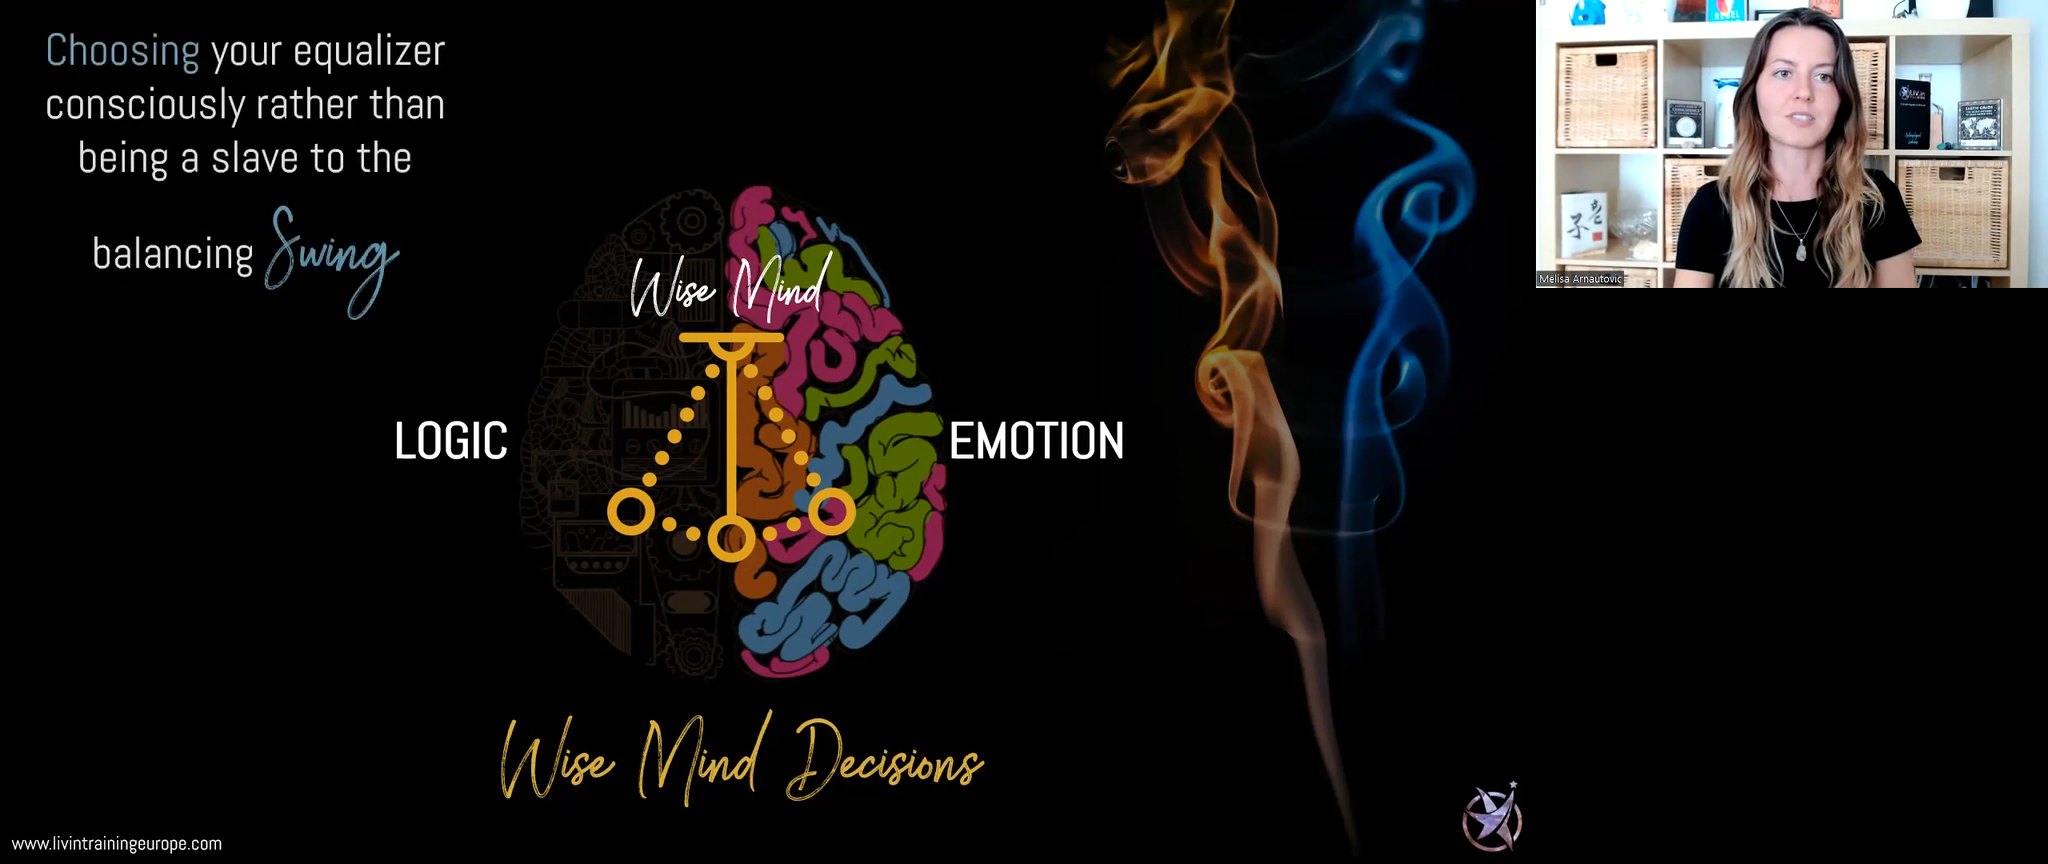 Choosing your equalizer
consciously rather than
being a slave to the
balancing Swing
Wise Mind
LOGIC
EMOTION
Wise Mind Decisions
www.livintrainingeurope.com
Melisa Arnautovic